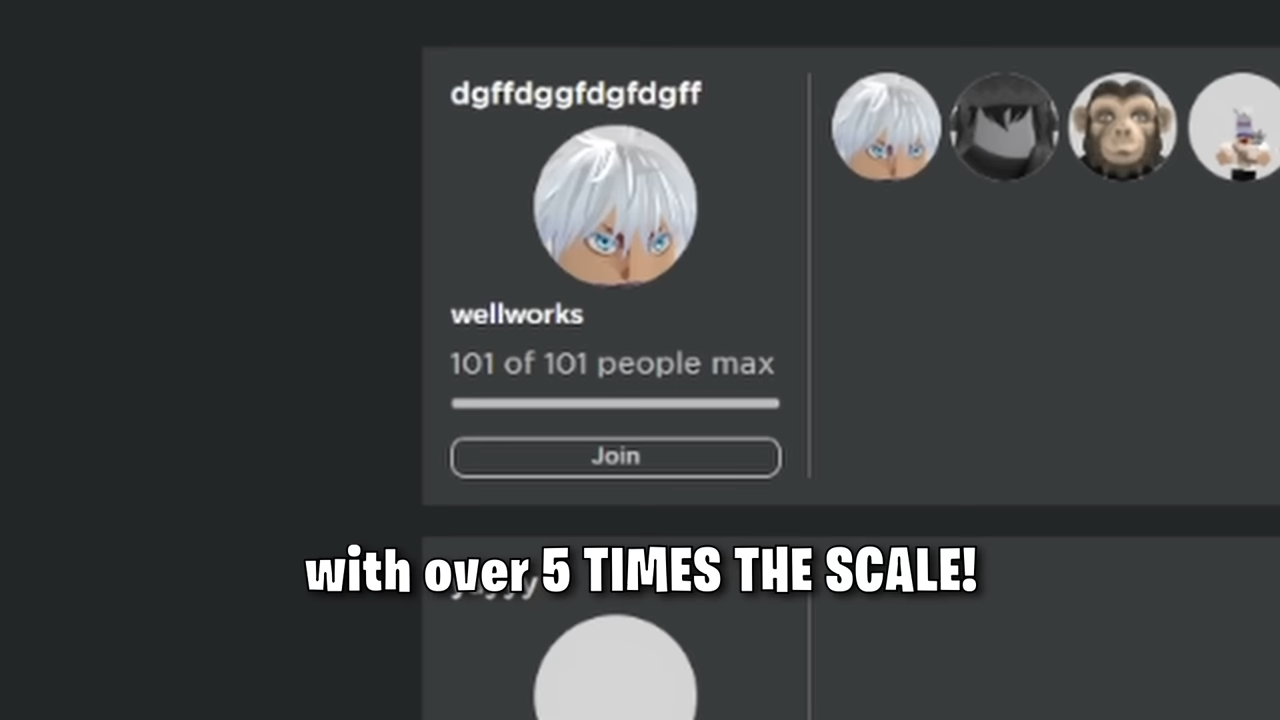 dgffdggfdgfdgff
wellworks
101 of 101 people max
Join
with over 5 TIMES THE SCALE!